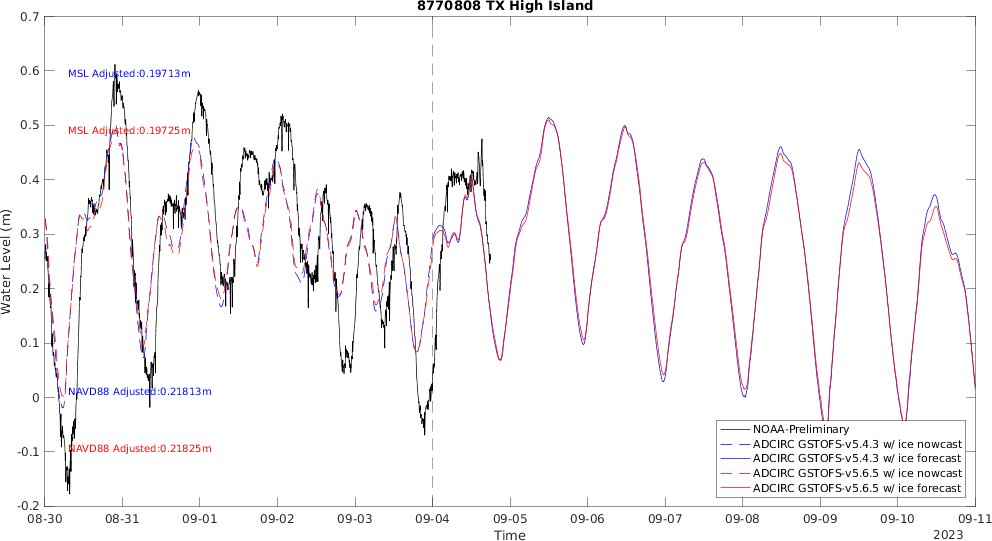 8770808 TX High Island
0.7
0.6
0.5
0.4
0.3
0.2
0.1
0
-0.1
-0.2
Water Level (m)
MSL Adjusted:0.19713m
MSL Adjusted:0.19725m
NAVD88 Adjusted:0.21813m
NAVD88 Adjusted:0.21825m
NOAA-Preliminary
ADCIRC GSTOFS-v5.4.3 w/ ice nowcast
ADCIRC GSTOFS-v5.4.3 w/ ice forecast
ADCIRC GSTOFS-v5.6.5 w/ ice nowcast
ADCIRC GSTOFS-v5.6.5 w/ ice forecast
08-30 08-31 09-01 09-02 09-03 09-04 09-05 09-06 09-07 09-08 09-09 09-10 09-11
Time
2023